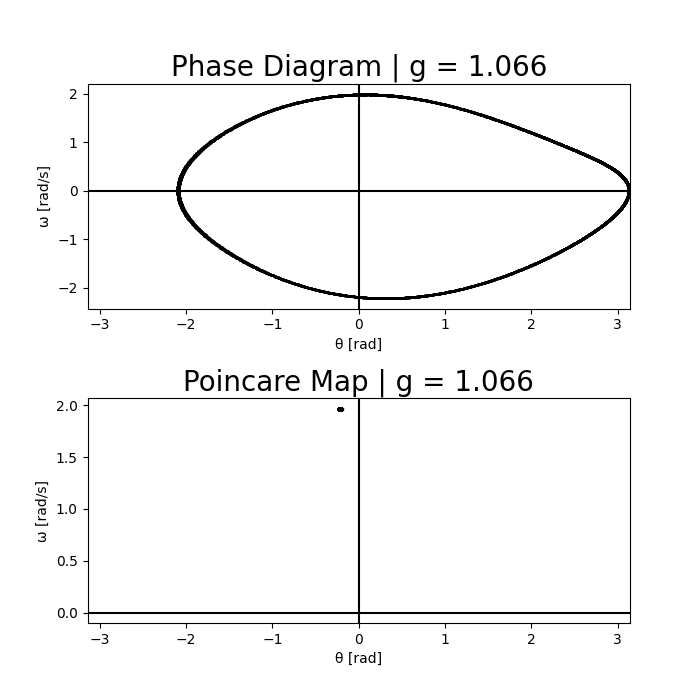 Phase Diagram | g = 1.066
2
1
0
−1
−2
ω [rad/s]
−3 −2 −1 0 1 2 3
θ [rad]
Poincare Map | g = 1.066
2.0
1.5
1.0
0.5
0.0
ω [rad/s]
−3 −2 −1 0 1 2 3
θ [rad]